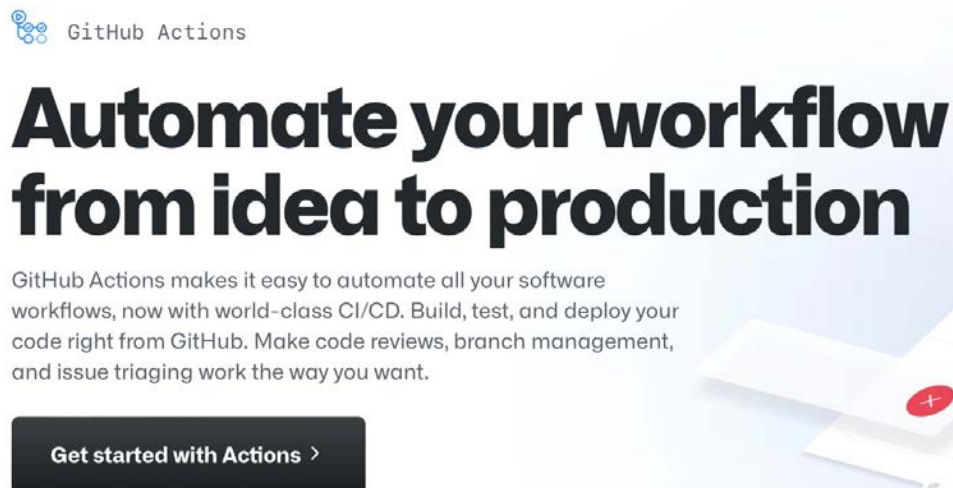 GitHub Actions
Automate your workflow
from idea to production
GitHub Actions makes it easy to automate all your software
workflows, now with world-class CI/CD. Build, test, and deploy your
code right from GitHub. Make code reviews, branch management,
and issue triaging work the way you want.
Get started with Actions >